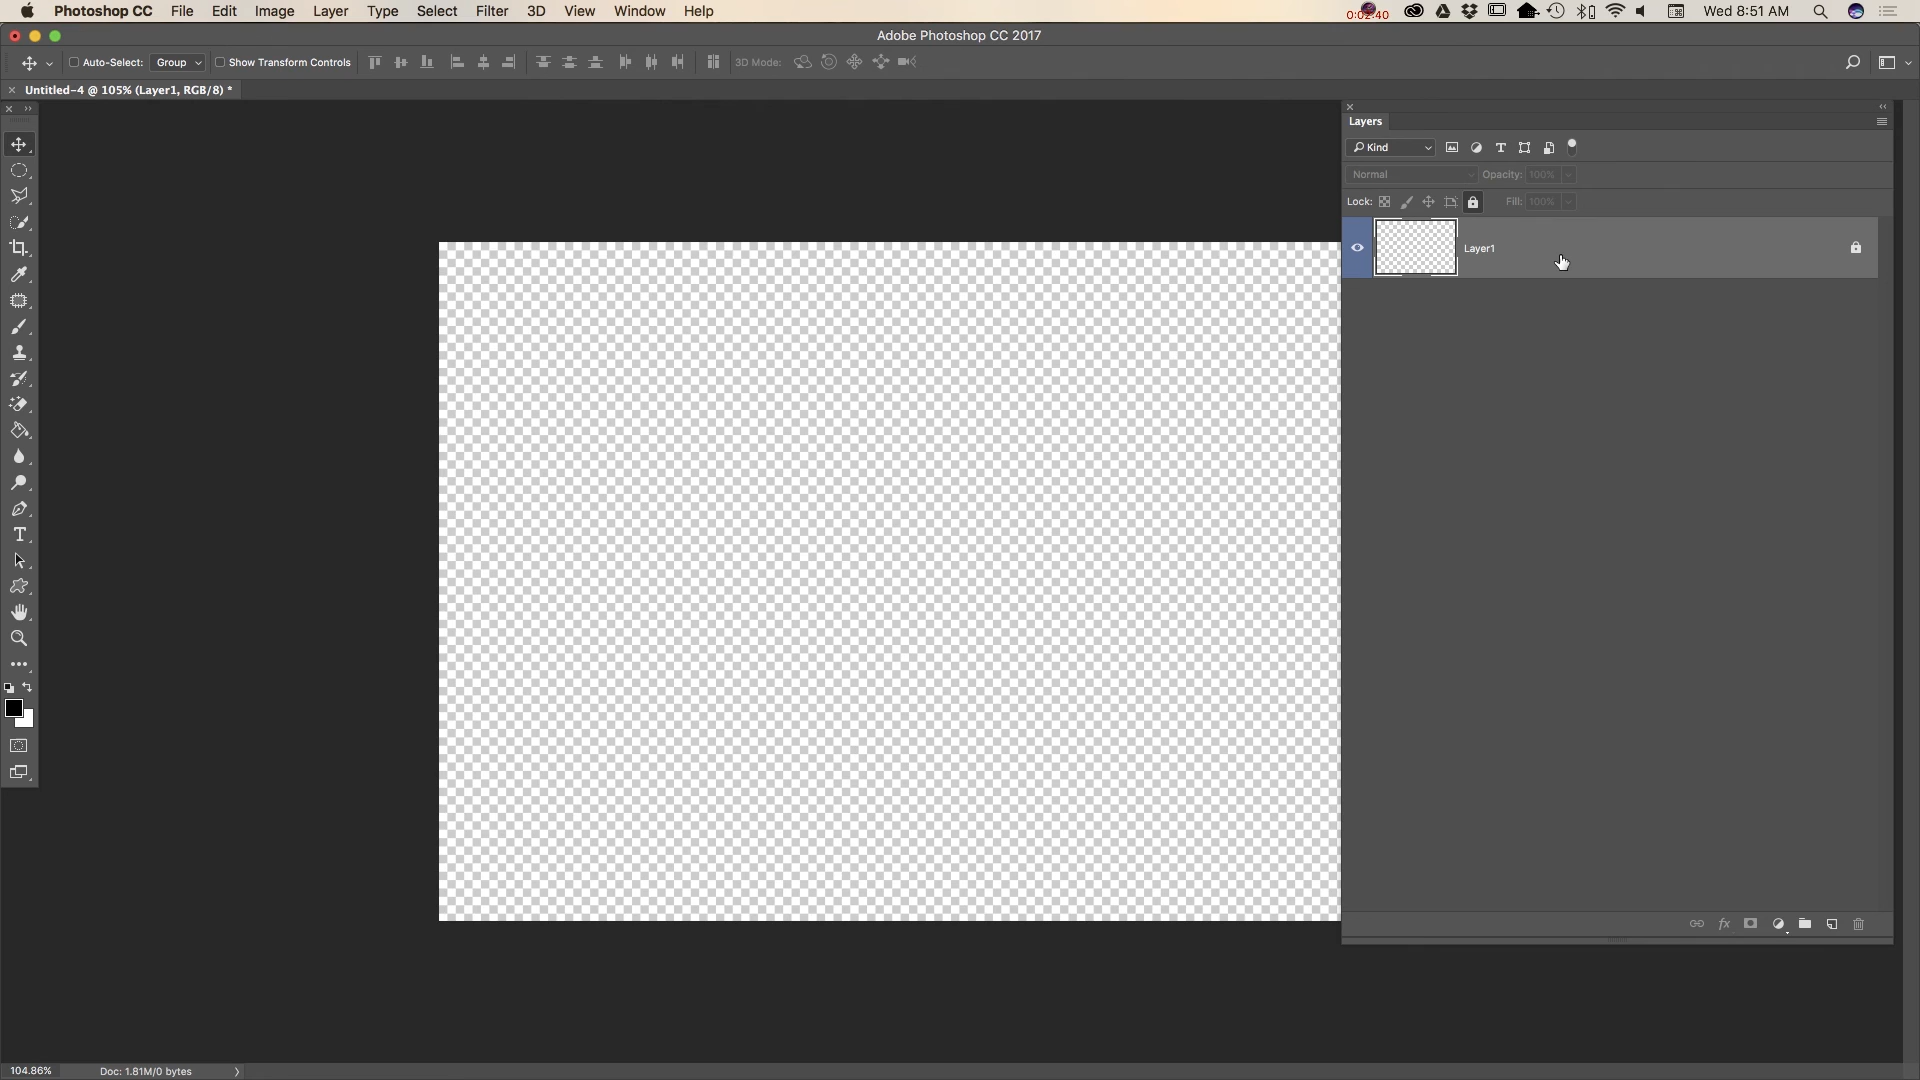 Photoshop CC File Edit Image Layer Type Select Filter 3D View Window Help 0:02:40 Wed 8:51 AM
Adobe Photoshop CC 2017
Auto-Select: Group Show Transform Controls 3D Mode:
Untitled-4 @ 105% (Layer1, RGB/8) *
Layers
Kind
Normal Opacity: 100%
Lock: Fill: 100%
Layer1
fx
104.86% Doc: 1.81M/0 bytes